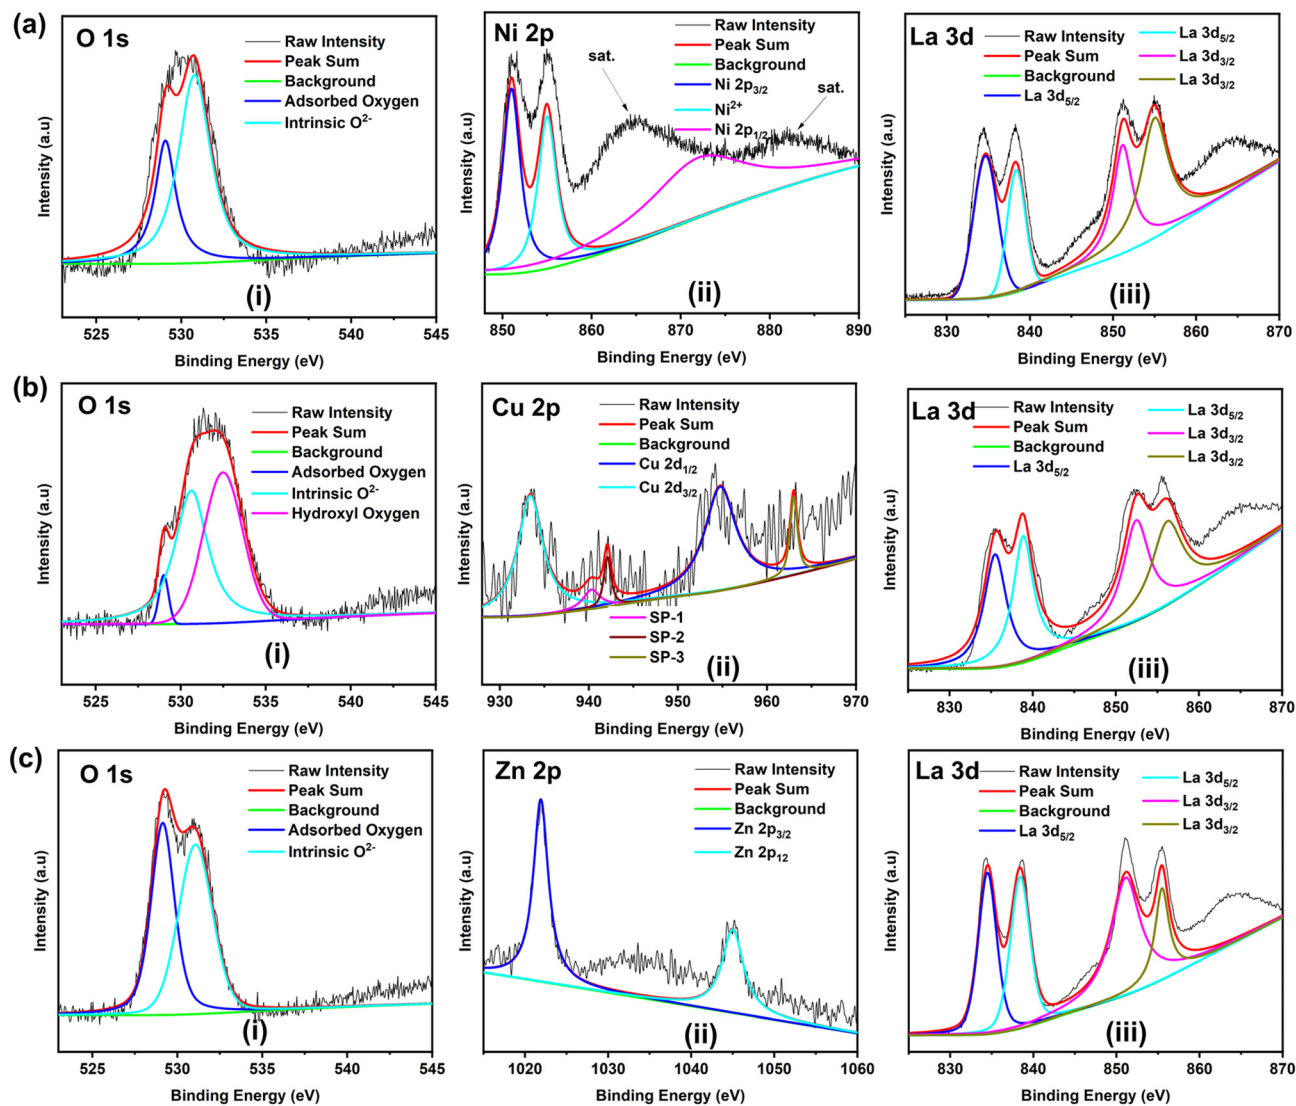 (a)
O 1s
Raw Intensity
Peak Sum
Background
Adsorbed Oxygen
Intrinsic O²⁻
(i)
Intensity (a.u)
525 530 535 540 545
Binding Energy (eV)
Ni 2p
Raw Intensity
Peak Sum
Background
Ni 2p₃/₂
Ni²⁺
Ni 2p₁/₂
sat.
sat.
(ii)
Intensity (a.u)
850 860 870 880 890
Binding Energy (eV)
La 3d
Raw Intensity
Peak Sum
Background
La 3d₅/₂
La 3d₅/₂
La 3d₃/₂
La 3d₃/₂
(iii)
Intensity (a.u)
830 840 850 860 870
Binding Energy (eV)
(b)
O 1s
Raw Intensity
Peak Sum
Background
Adsorbed Oxygen
Intrinsic O²⁻
Hydroxyl Oxygen
(i)
Intensity (a.u)
525 530 535 540 545
Binding Energy (eV)
Cu 2p
Raw Intensity
Peak Sum
Background
Cu 2d₁/₂
Cu 2d₃/₂
SP-1
SP-2
SP-3
(ii)
Intensity (a.u)
930 940 950 960 970
Binding Energy (eV)
La 3d
Raw Intensity
Peak Sum
Background
La 3d₅/₂
La 3d₅/₂
La 3d₃/₂
La 3d₃/₂
(iii)
Intensity (a.u)
830 840 850 860 870
Binding Energy (eV)
(c)
O 1s
Raw Intensity
Peak Sum
Background
Adsorbed Oxygen
Intrinsic O²⁻
(i)
Intensity (a.u)
525 530 535 540 545
Binding Energy (eV)
Zn 2p
Raw Intensity
Peak Sum
Background
Zn 2p₃/₂
Zn 2p₁₂
(ii)
Intensity (a.u)
1020 1030 1040 1050 1060
Binding Energy (eV)
La 3d
Raw Intensity
Peak Sum
Background
La 3d₅/₂
La 3d₅/₂
La 3d₃/₂
La 3d₃/₂
(iii)
Intensity (a.u)
830 840 850 860 870
Binding Energy (eV)